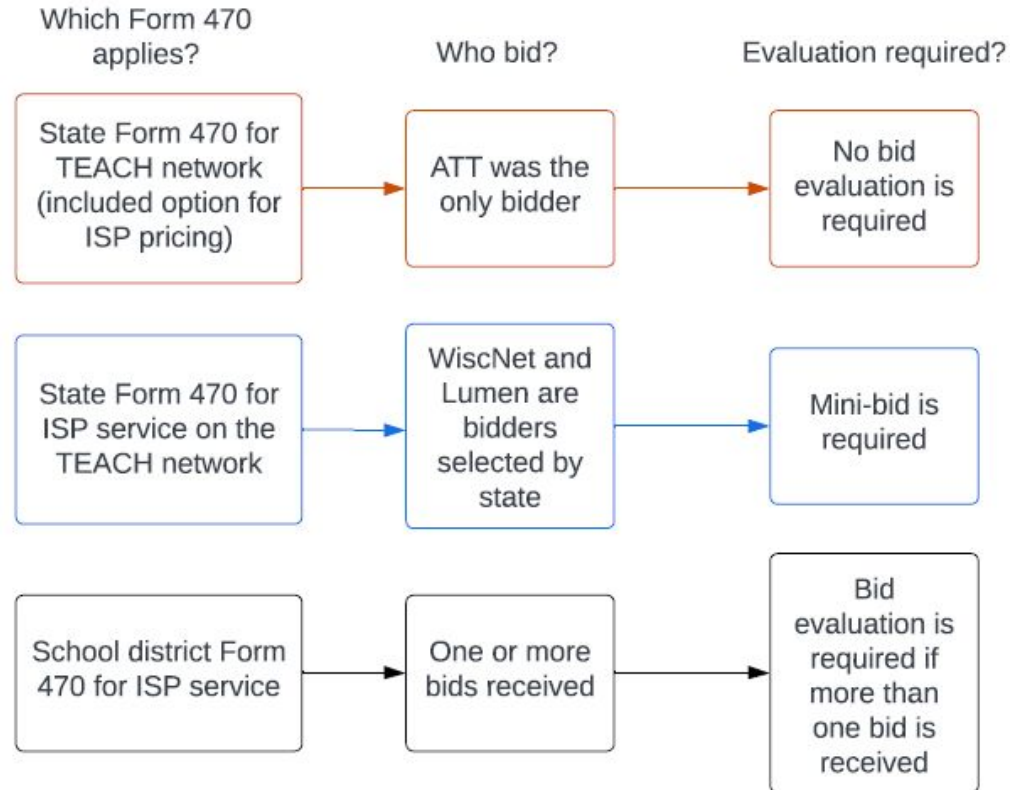 Which Form 470
applies?
Who bid?
Evaluation required?
State Form 470 for
TEACH network
(included option for
ISP pricing)
ATT was the
only bidder
No bid
evaluation is
required
State Form 470 for
ISP service on the
TEACH network
WiscNet and
Lumen are
bidders
selected by
state
Mini-bid is
required
School district Form
470 for ISP service
One or more
bids received
Bid
evaluation is
required if
more than
one bid is
received